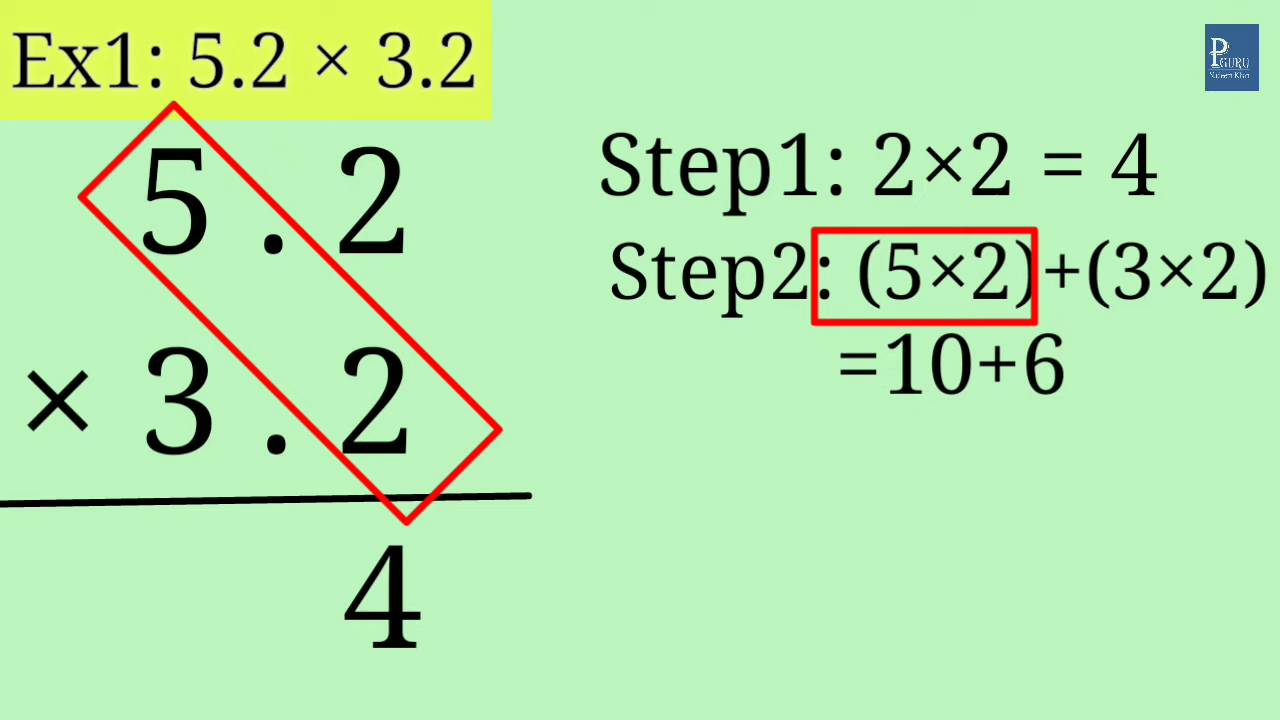 Ex1: 5.2 × 3.2
P GURU
5 . 2
× 3 . 2
4
Step1: 2×2 = 4
Step2: (5×2)+(3×2)
=10+6